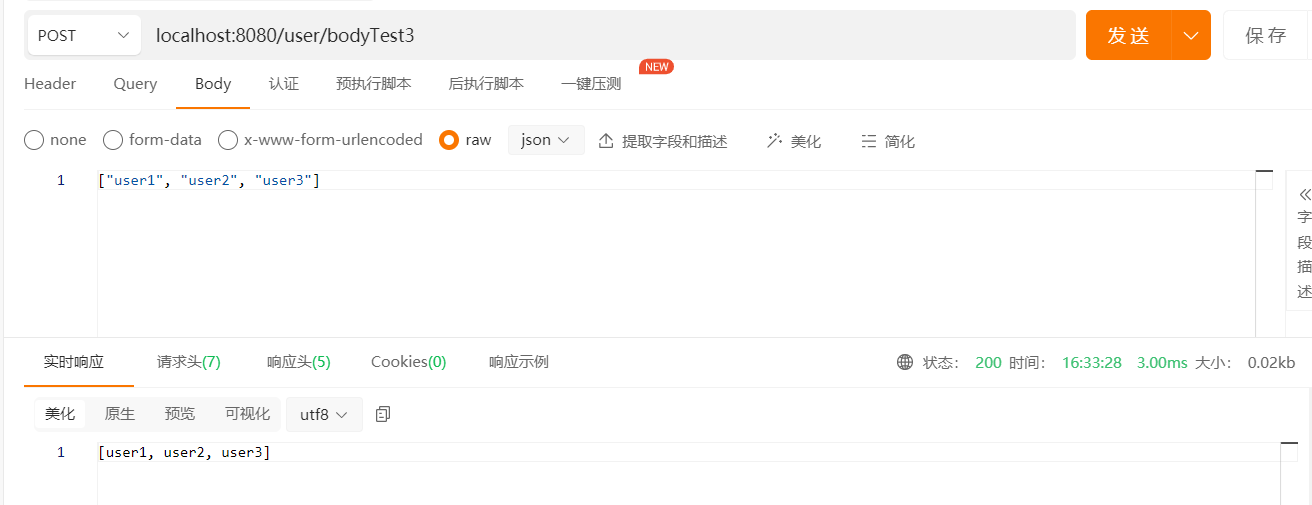 POST localhost:8080/user/bodyTest3 发送 保存
Header Query Body 认证 预执行脚本 后执行脚本 一键压测 NEW
none form-data x-www-form-urlencoded raw json 提取字段和描述 美化 简化
1 ["user1", "user2", "user3"]
字
段
描
述
实时响应 请求头(7) 响应头(5) Cookies(0) 响应示例 状态: 200 时间: 16:33:28 3.00ms 大小: 0.02kb
美化 原生 预览 可视化 utf8
1 [user1, user2, user3]